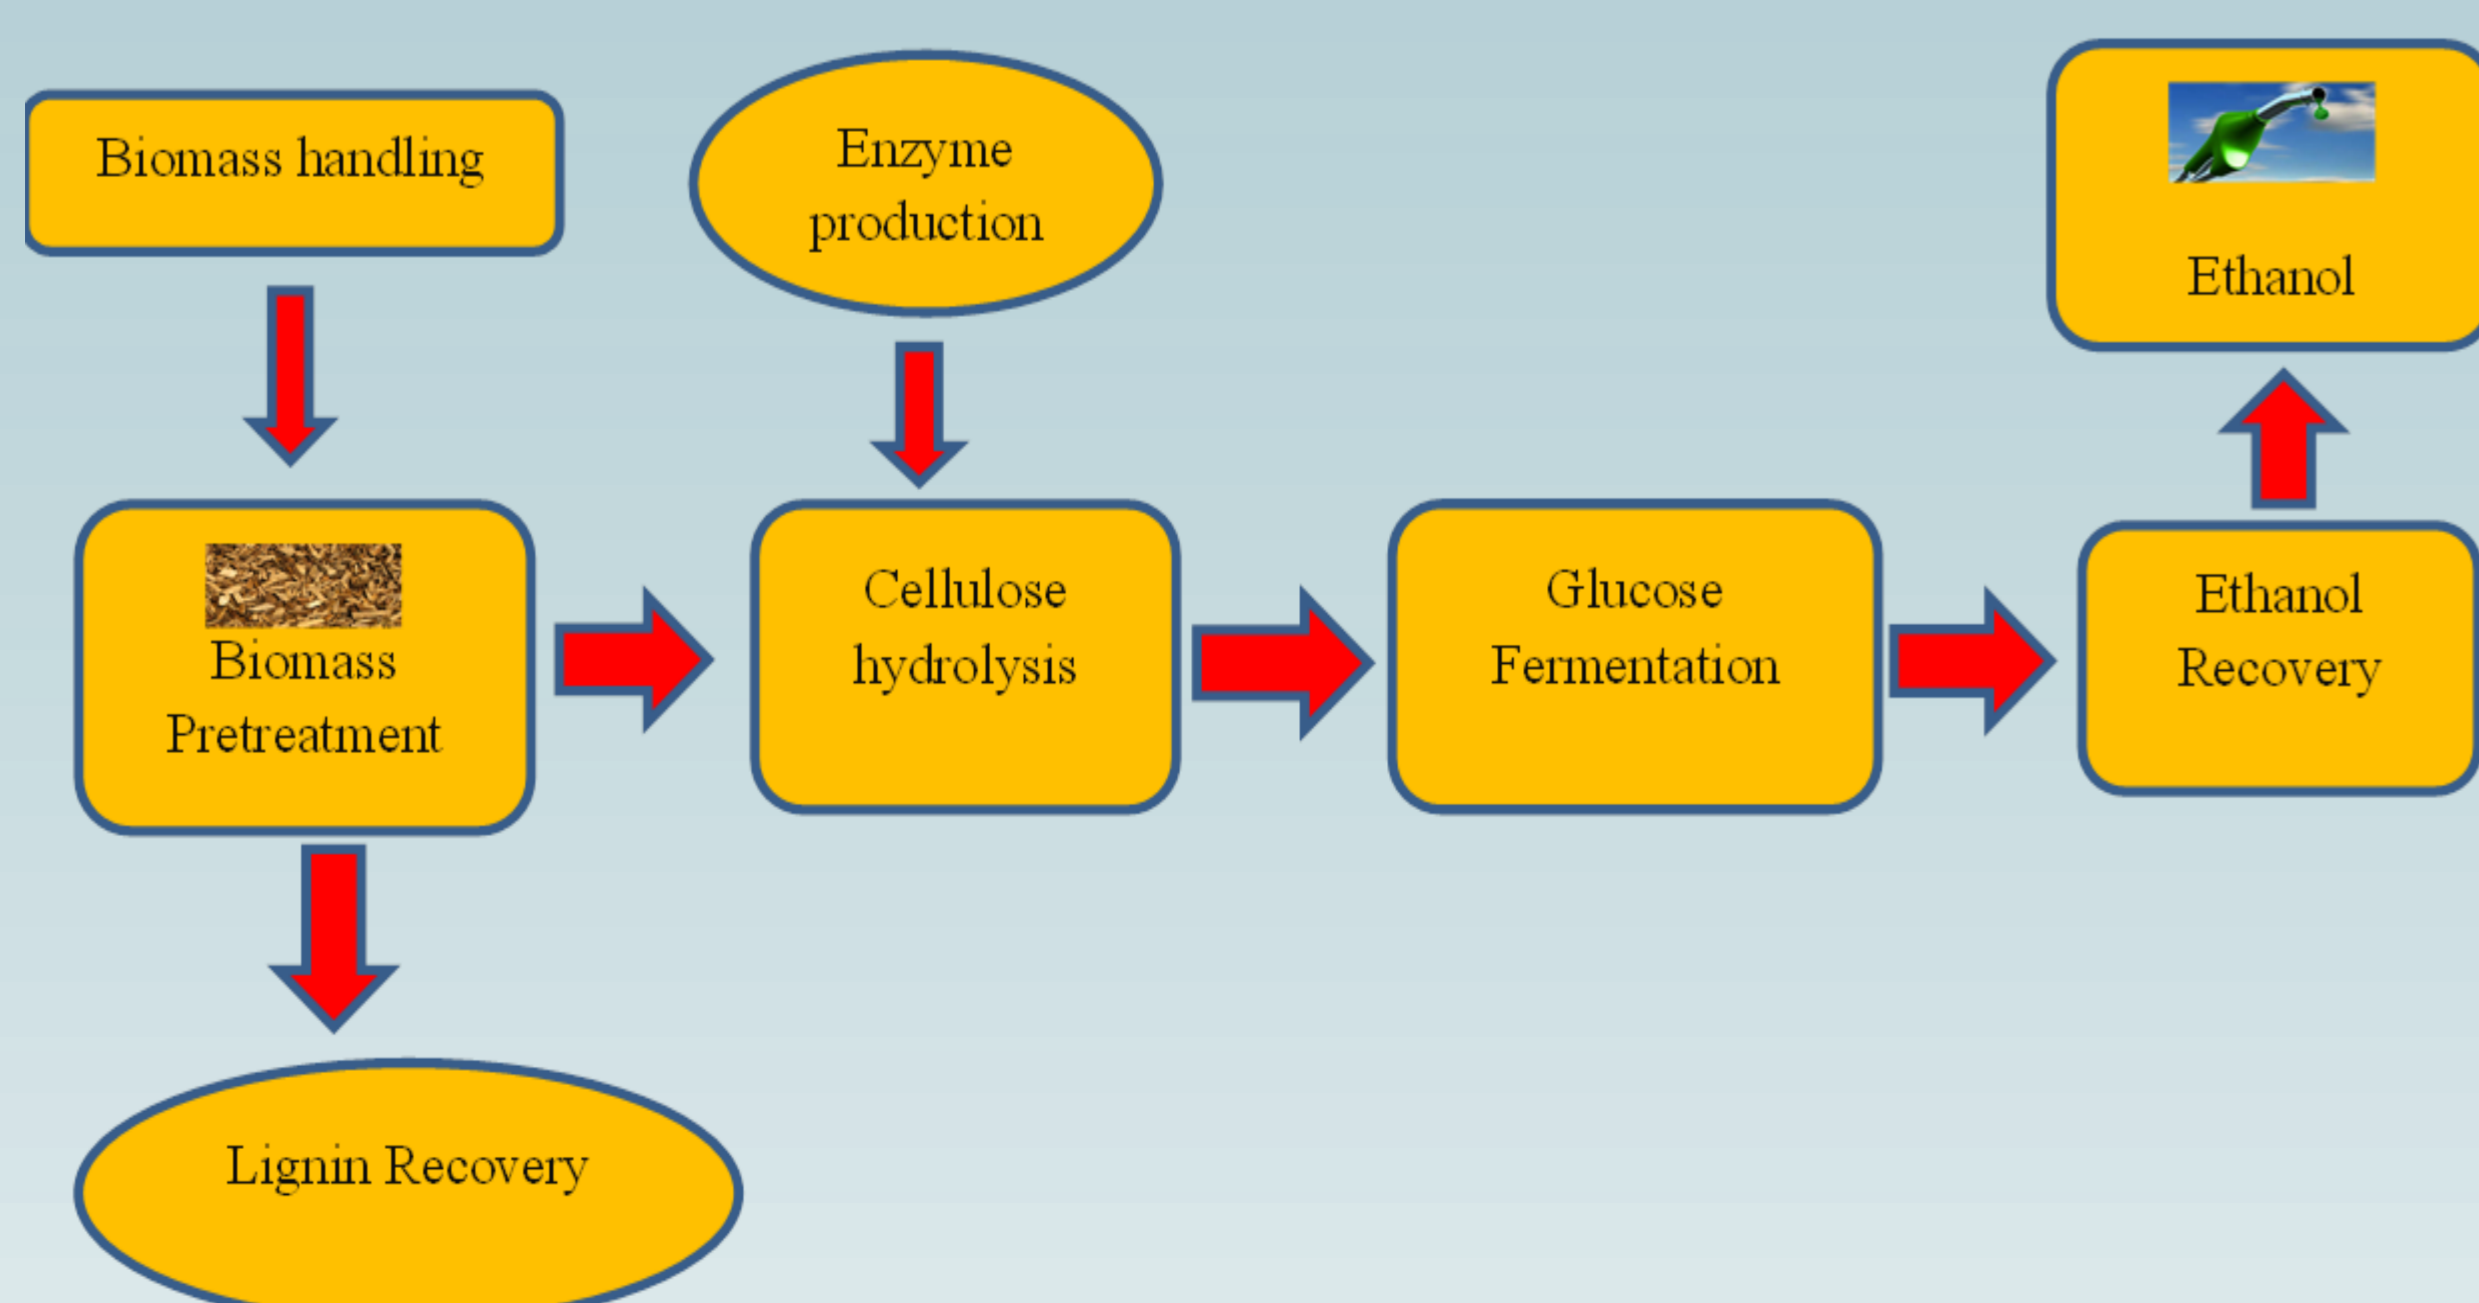 Biomass handling
Enzyme
production
Ethanol
Biomass
Pretreatment
Cellulose
hydrolysis
Glucose
Fermentation
Ethanol
Recovery
Lignin Recovery